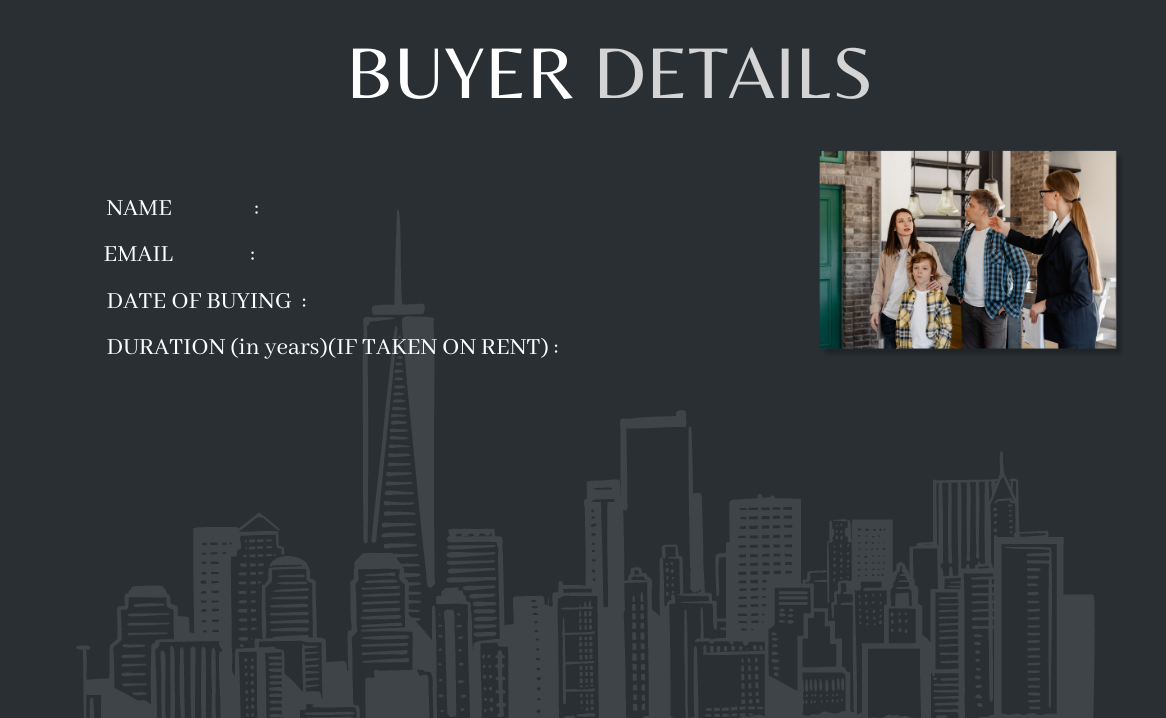 BUYER DETAILS
NAME :
EMAIL :
DATE OF BUYING :
DURATION (in years)(IF TAKEN ON RENT) :